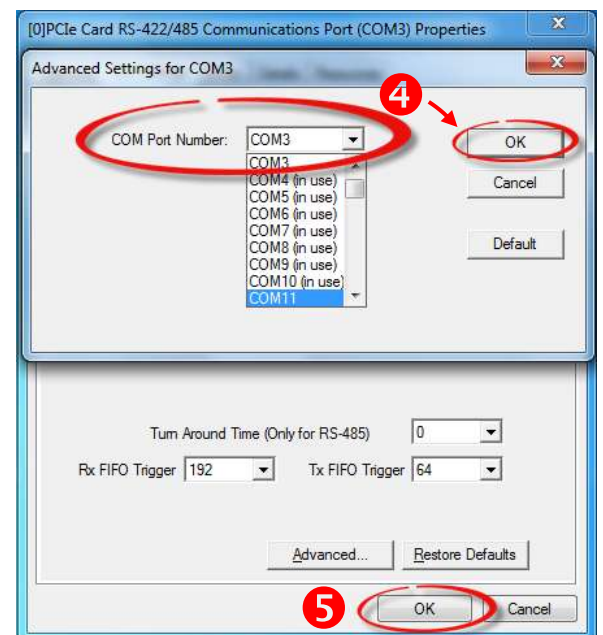 [0]PCIe Card RS-422/485 Communications Port (COM3) Properties
Advanced Settings for COM3
4
COM Port Number: COM3
OK
COM3
COM4 (in use)
Cancel
COM5 (in use)
COM6 (in use)
COM7 (in use)
COM8 (in use)
Default
COM9 (in use)
COM10 (in use)
COM11
Turn Around Time (Only for RS-485) 0
Rx FIFO Trigger 192 Tx FIFO Trigger 64
Advanced... Restore Defaults
5 OK Cancel